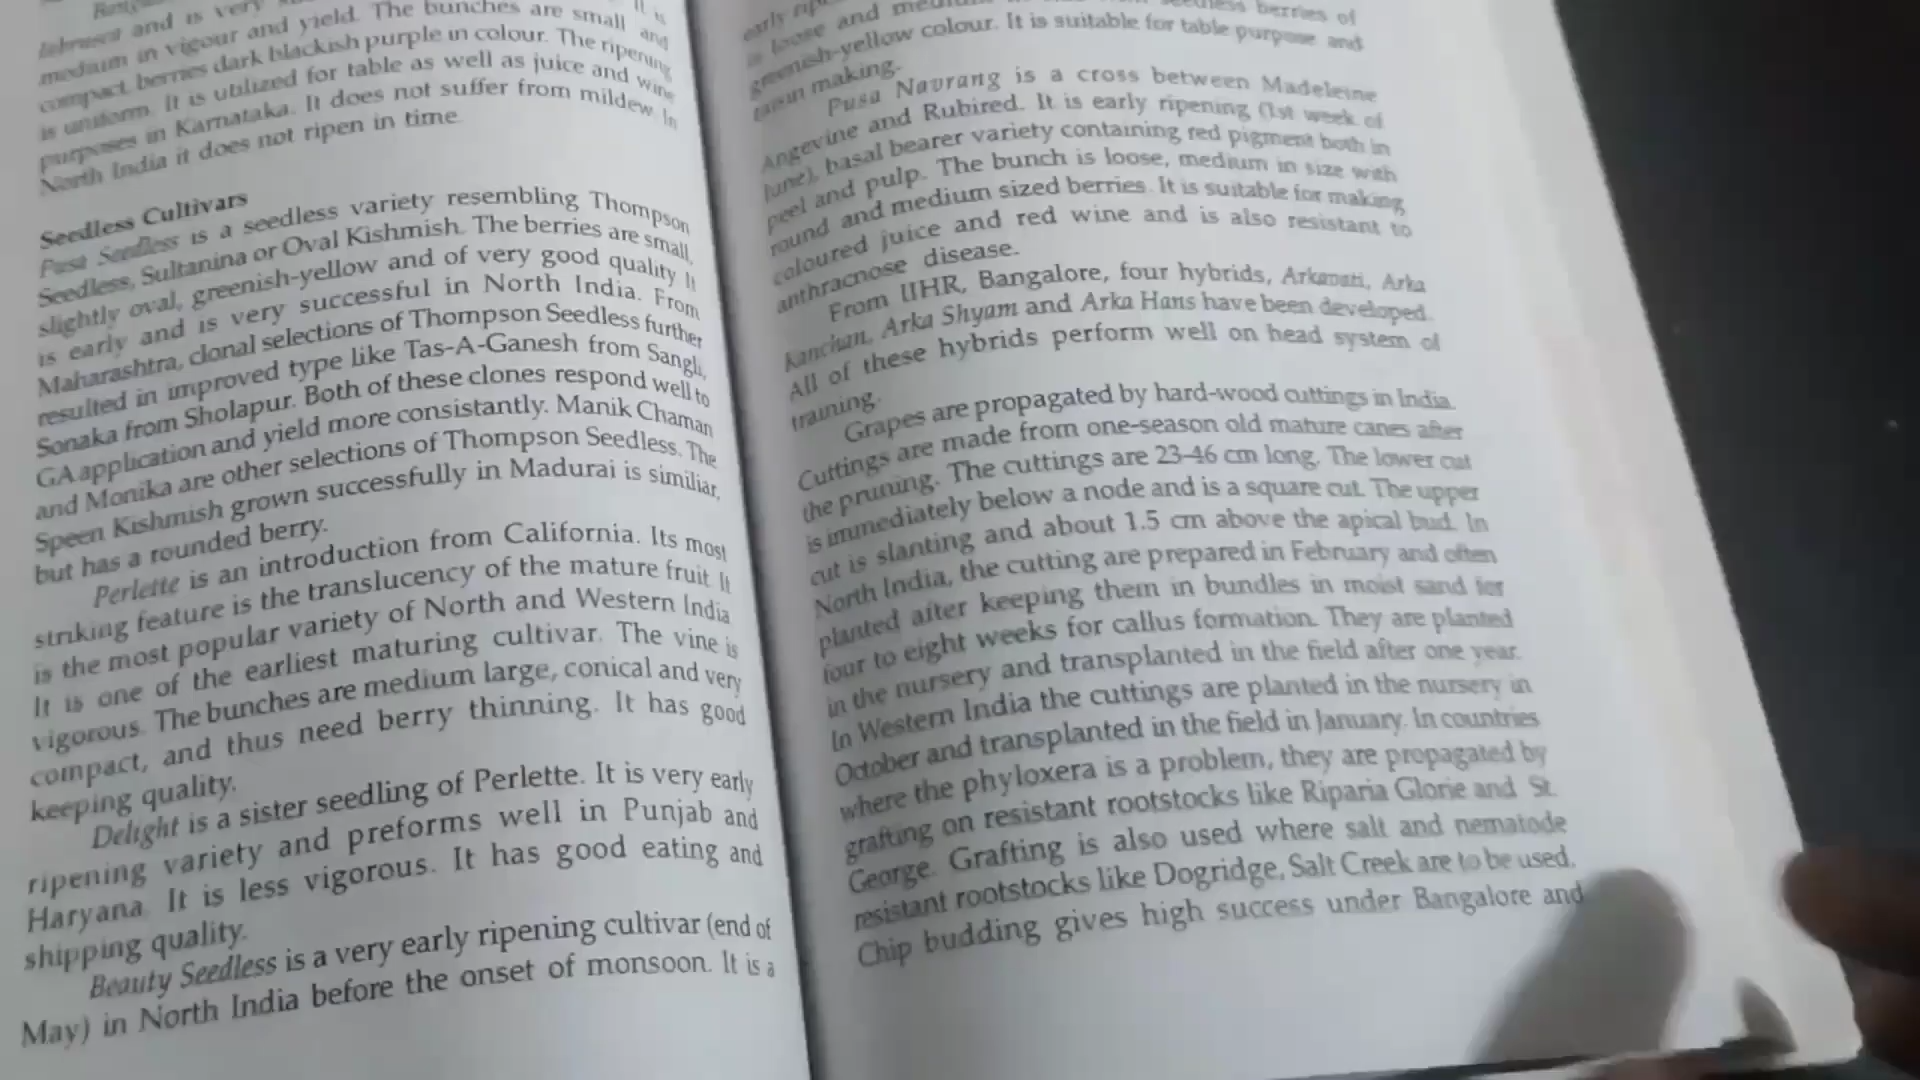 labrusca and is very
medium in vigour and yield. The bunches are small and
compact, berries dark blackish purple in colour. The ripening
is uniform. It is utilized for table as well as juice and wine
purposes in Karnataka. It does not suffer from mildew. In
North India it does not ripen in time.
Seedless Cultivars
Pusa Seedless is a seedless variety resembling Thompson
Seedless, Sultanina or Oval Kishmish. The berries are small,
slightly oval, greenish-yellow and of very good quality It
is early and is very successful in North India. From
Maharashtra, clonal selections of Thompson Seedless further
resulted in improved type like Tas-A-Ganesh from Sangli,
Sonaka from Sholapur. Both of these clones respond well to
GA application and yield more consistantly. Manik Chaman
and Monika are other selections of Thompson Seedless. The
Speen Kishmish grown successfully in Madurai is similiar,
but has a rounded berry.
Perlette is an introduction from California. Its most
striking feature is the translucency of the mature fruit It
is the most popular variety of North and Western India
It is one of the earliest maturing cultivar. The vine is
vigorous. The bunches are medium large, conical and very
compact, and thus need berry thinning. It has good
keeping quality.
Delight is a sister seedling of Perlette. It is very early
ripening variety and preforms well in Punjab and
Haryana. It is less vigorous. It has good eating and
shipping quality.
Beauty Seedless is a very early ripening cultivar (end of
May) in North India before the onset of monsoon. It is a
is loose and berries of
greenish-yellow colour. It is suitable for table purpose and
raisin making.
Pusa Navrang is a cross between Madeleine
Angevine and Rubired. It is early ripening (1st week of
June), basal bearer variety containing red pigment both in
peel and pulp. The bunch is loose, medium in size with
round and medium sized berries. It is suitable for making
coloured juice and red wine and is also resistant to
anthracnose disease.
From IIHR, Bangalore, four hybrids, Arkavati, Arka
Kanchan, Arka Shyam and Arka Hans have been developed.
All of these hybrids perform well on head system of
training.
Grapes are propagated by hard-wood cuttings in India.
Cuttings are made from one-season old mature canes after
the pruning. The cuttings are 23-46 cm long. The lower cut
is immediately below a node and is a square cut. The upper
cut is slanting and about 1.5 cm above the apical bud. In
North India, the cutting are prepared in February and often
planted after keeping them in bundles in moist sand for
four to eight weeks for callus formation. They are planted
in the nursery and transplanted in the field after one year.
In Western India the cuttings are planted in the nursery in
October and transplanted in the field in January. In countries
where the phyloxera is a problem, they are propagated by
grafting on resistant rootstocks like Riparia Glorie and St.
George. Grafting is also used where salt and nematode
resistant rootstocks like Dogridge, Salt Creek are to be used.
Chip budding gives high success under Bangalore and